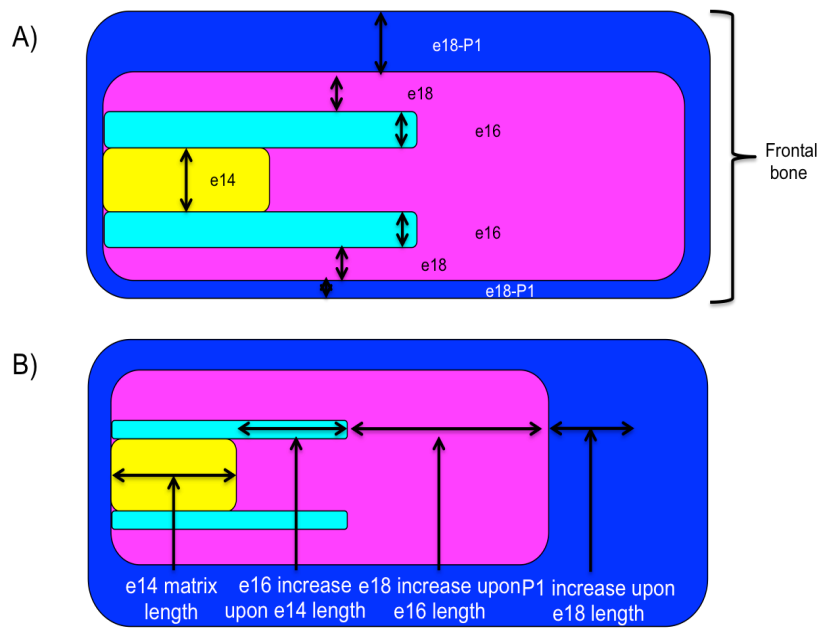 A)
e18-P1
e18
e16
e14
e16
e18
e18-P1
Frontal
bone
B)
e14 matrix
length
e16 increase
upon e14 length
e18 increase upon
e16 length
P1 increase upon
e18 length